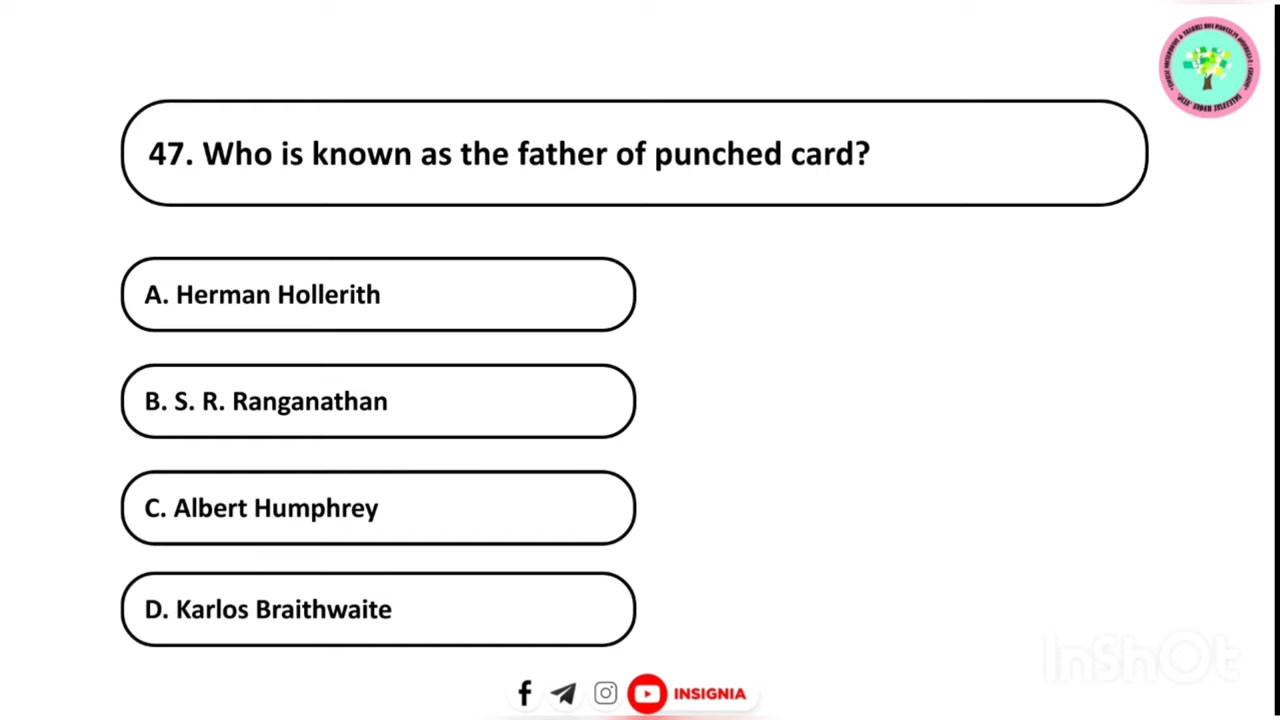 47. Who is known as the father of punched card?
A. Herman Hollerith
B. S. R. Ranganathan
C. Albert Humphrey
D. Karlos Braithwaite
InShOt
INSIGNIA